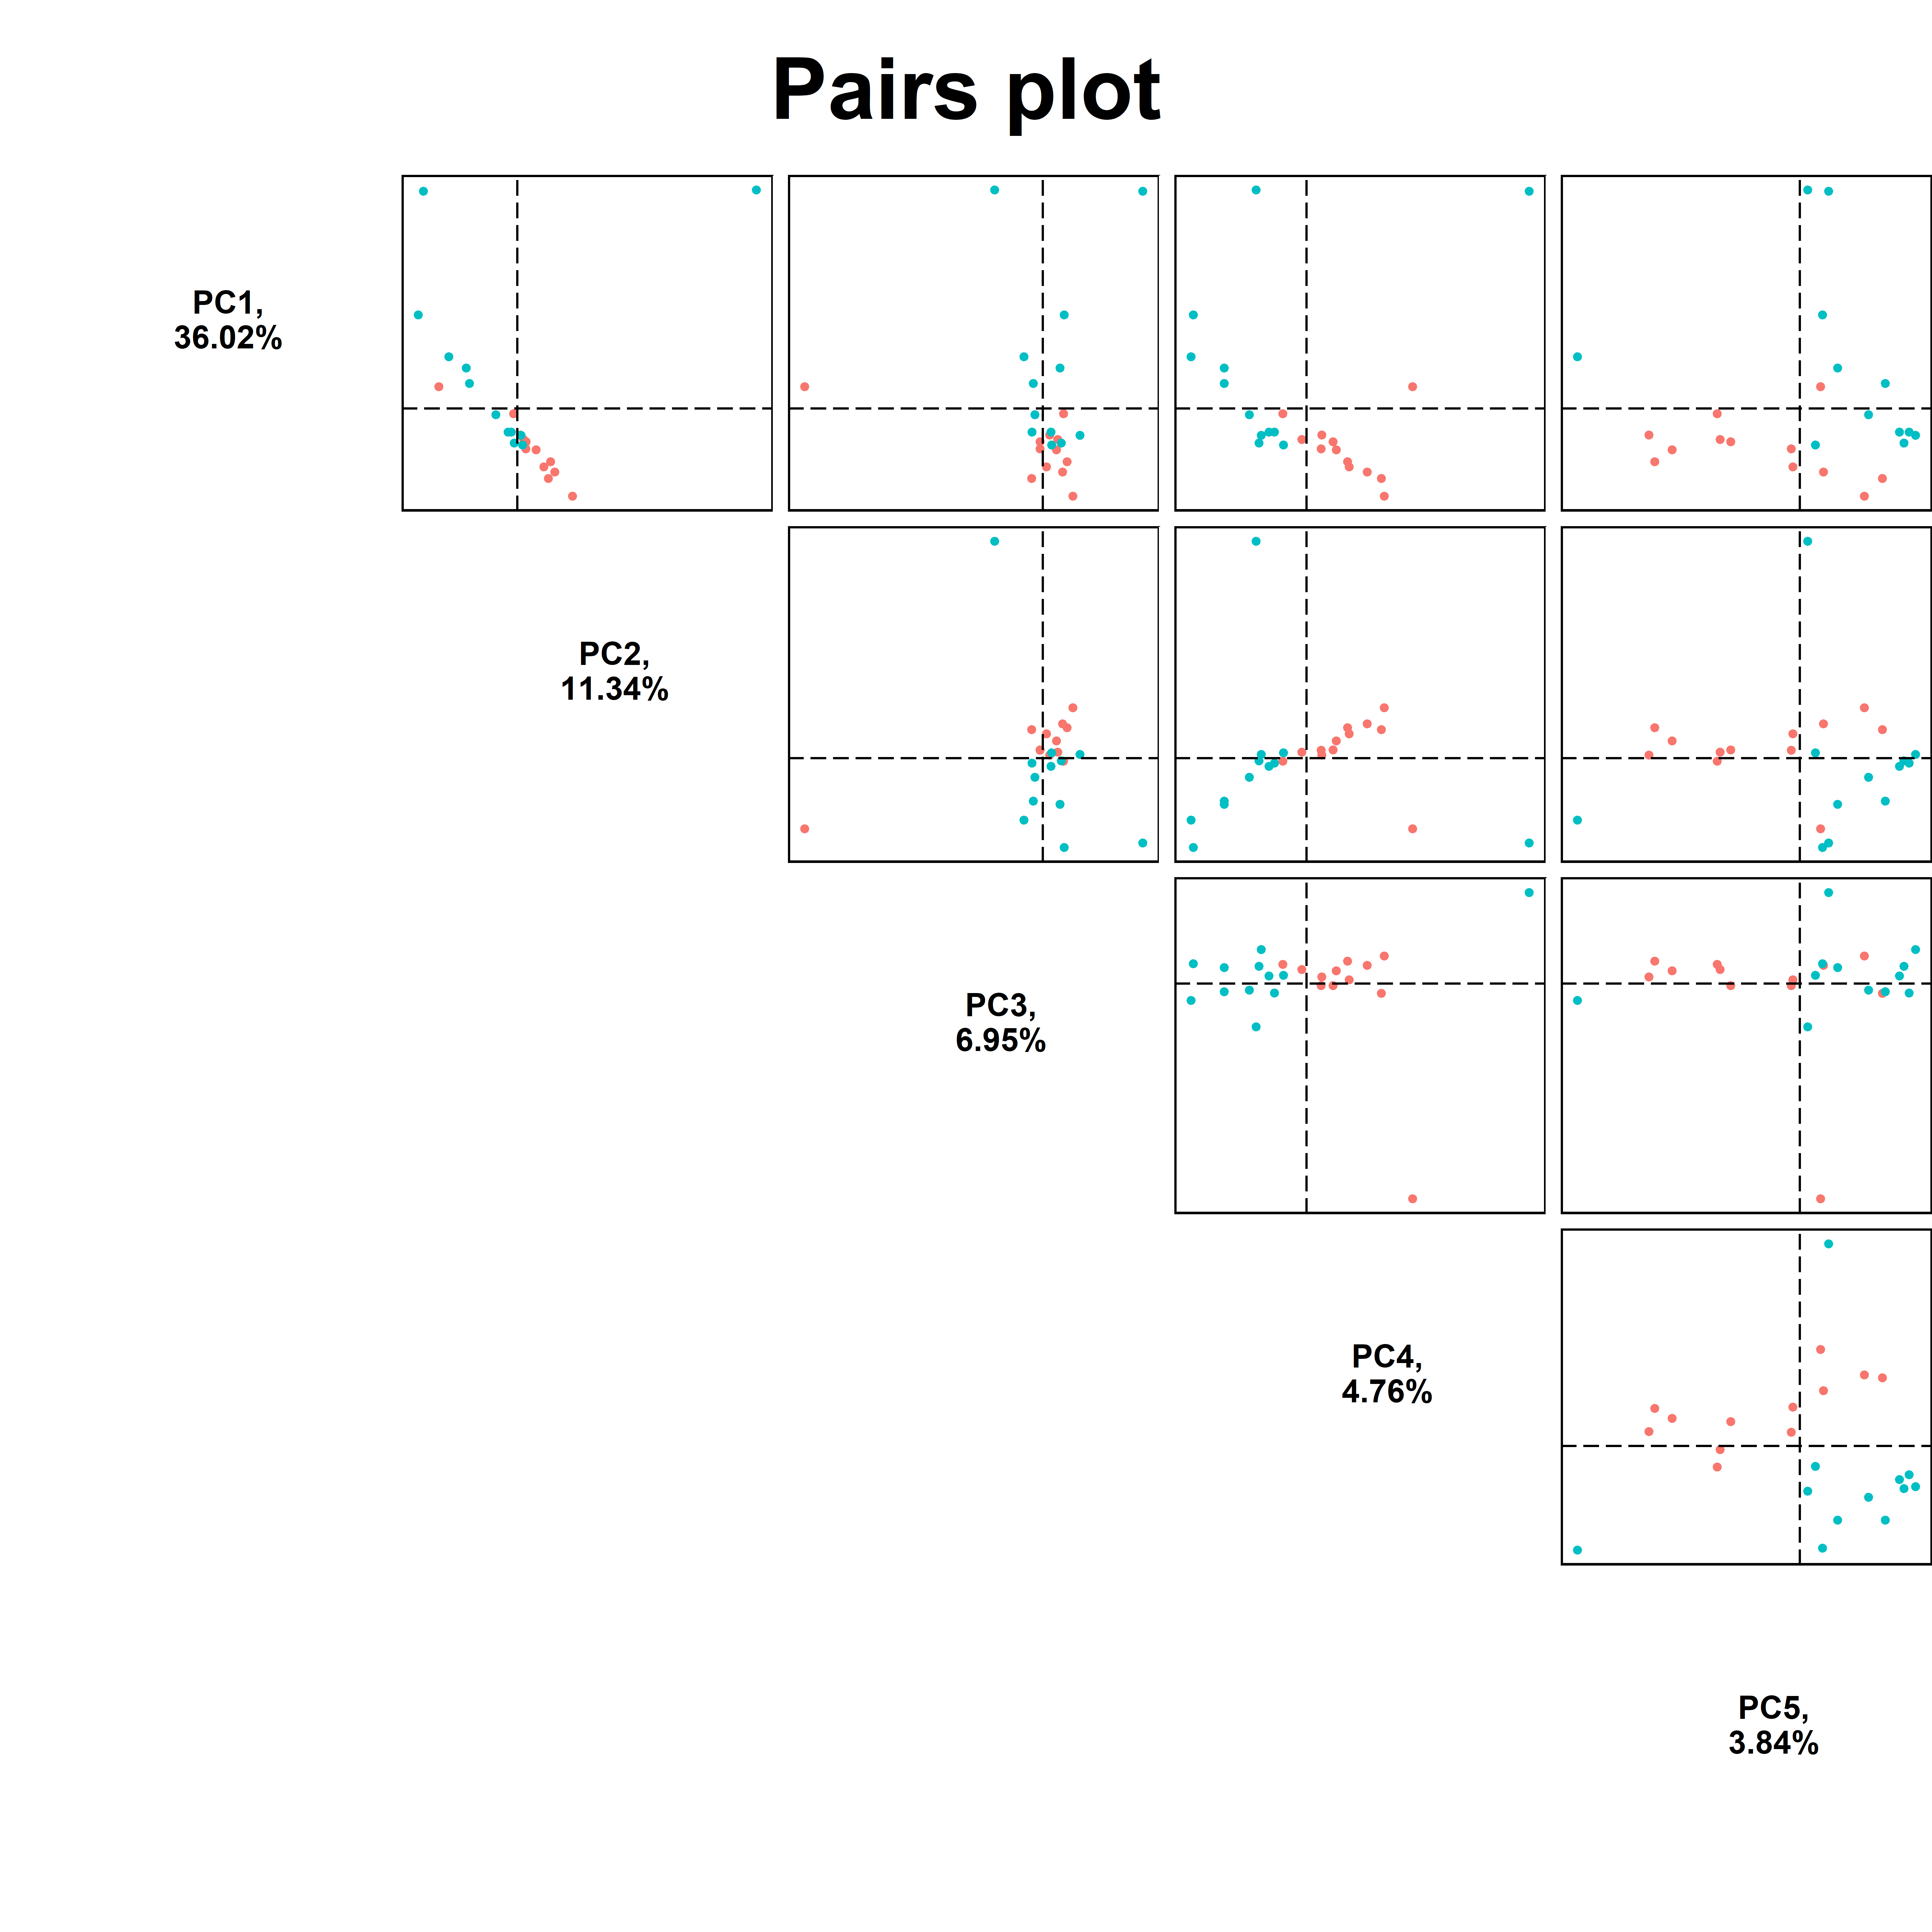 Pairs plot
PC1,
36.02%
PC2,
11.34%
PC3,
6.95%
PC4,
4.76%
PC5,
3.84%